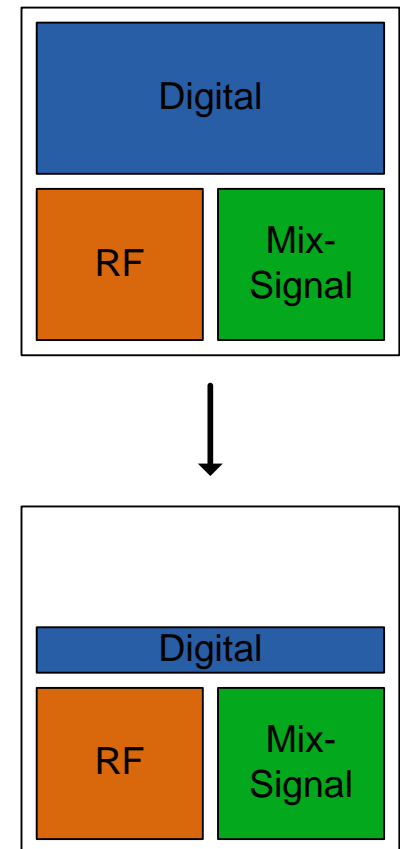 Digital
RF
Mix-
Signal
Digital
RF
Mix-
Signal